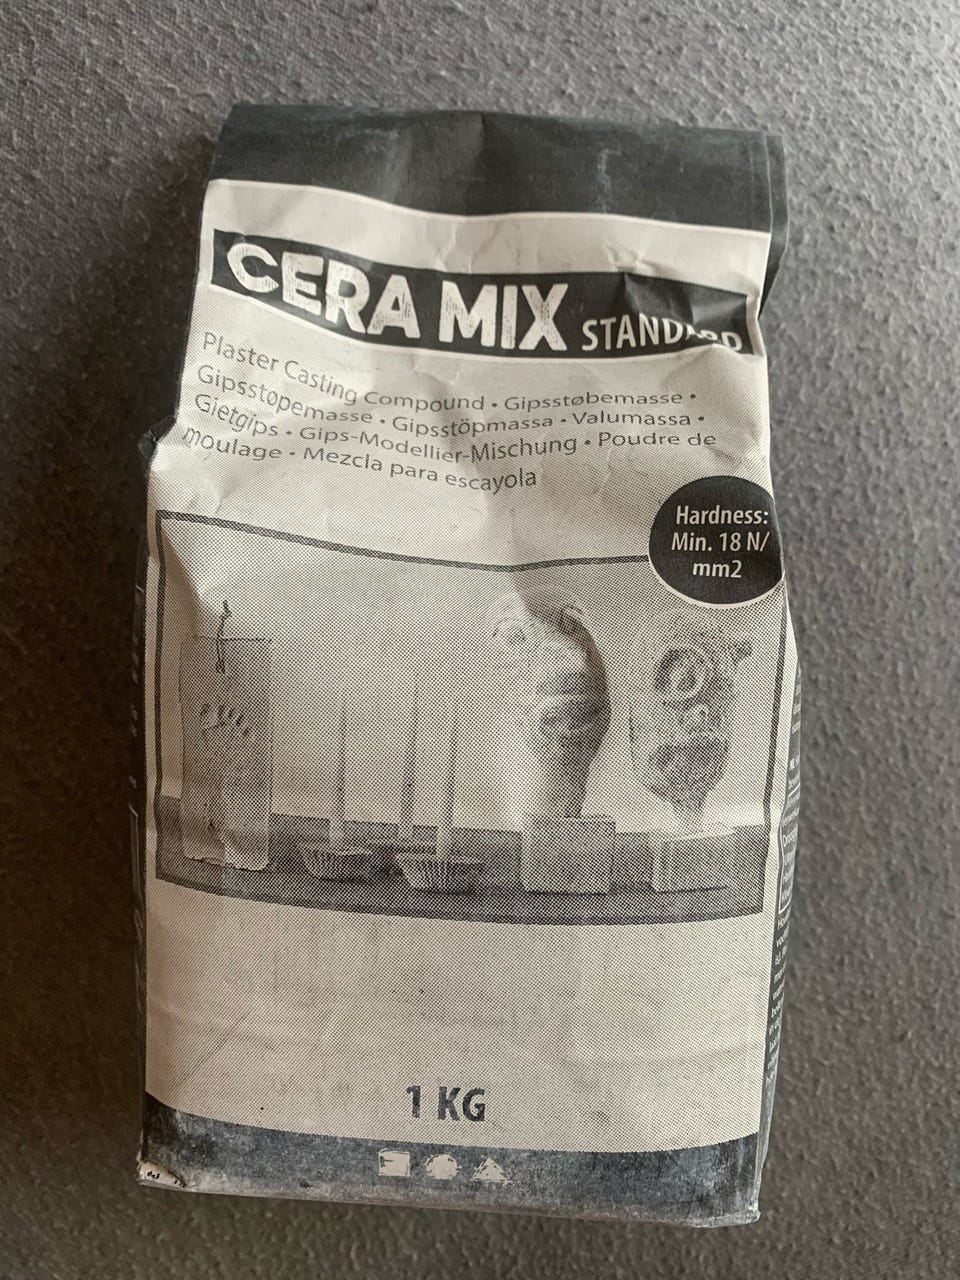 CERA MIX STANDARD
Plaster Casting Compound • Gipsstøbemasse •
Gipsstøpemasse • Gipsstöpmassa • Valumassa •
Gietgips • Gips-Modellier-Mischung • Poudre de
moulage • Mezcla para escayola
Hardness:
Min. 18 N/
mm2
1 KG